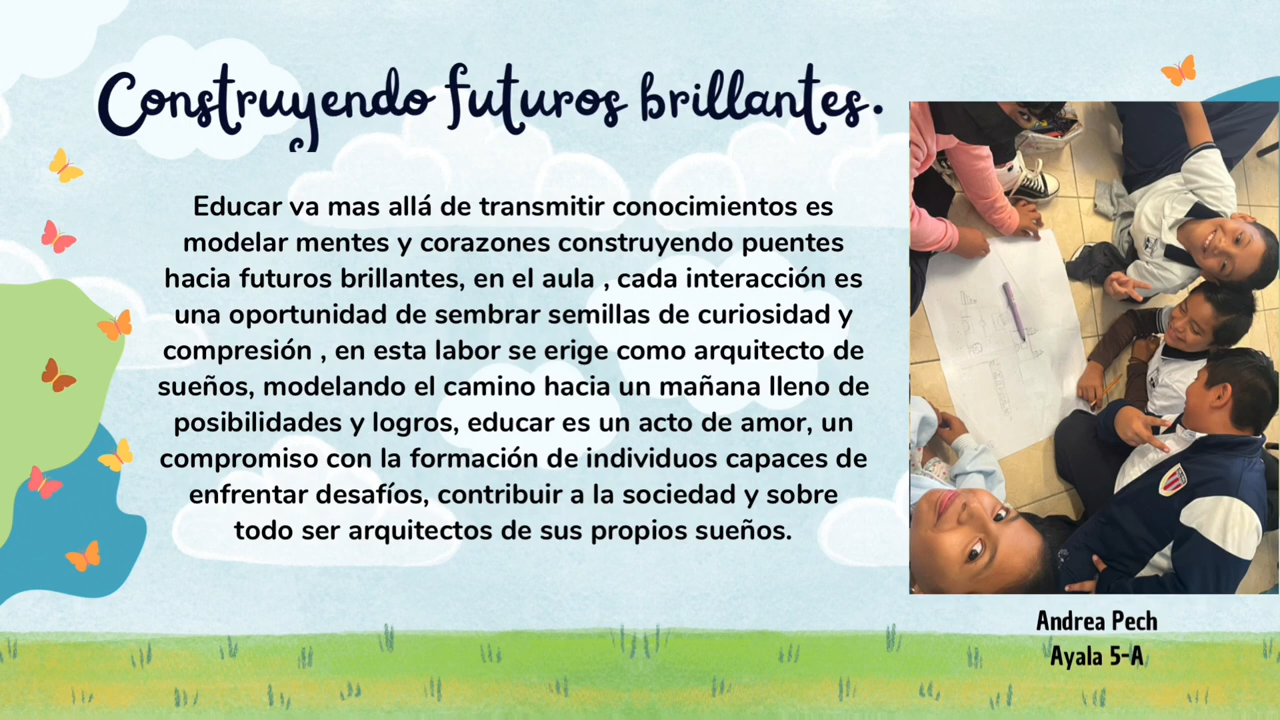 Construyendo futuros brillantes.
Educar va mas allá de transmitir conocimientos es
modelar mentes y corazones construyendo puentes
hacia futuros brillantes, en el aula , cada interacción es
una oportunidad de sembrar semillas de curiosidad y
compresión , en esta labor se erige como arquitecto de
sueños, modelando el camino hacia un mañana lleno de
posibilidades y logros, educar es un acto de amor, un
compromiso con la formación de individuos capaces de
enfrentar desafíos, contribuir a la sociedad y sobre
todo ser arquitectos de sus propios sueños.
Andrea Pech
Ayala 5-A